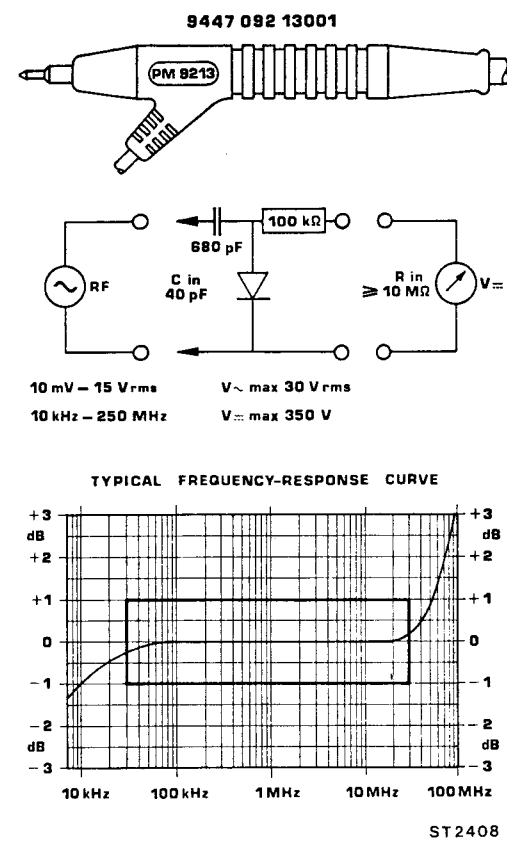 9447 092 13001
PM 9213
100 kΩ
680 pF
RF
C in
40 pF
R in
⩾ 10 MΩ
V⎓
10 mV – 15 Vrms
V∼ max 30 Vrms
10 kHz – 250 MHz
V⎓ max 350 V
TYPICAL FREQUENCY-RESPONSE CURVE
+3 +3
dB dB
+2 +2
+1 +1
0 0
–1 –1
–2 –2
dB dB
–3 –3
10 kHz 100 kHz 1 MHz 10 MHz 100 MHz
ST2408